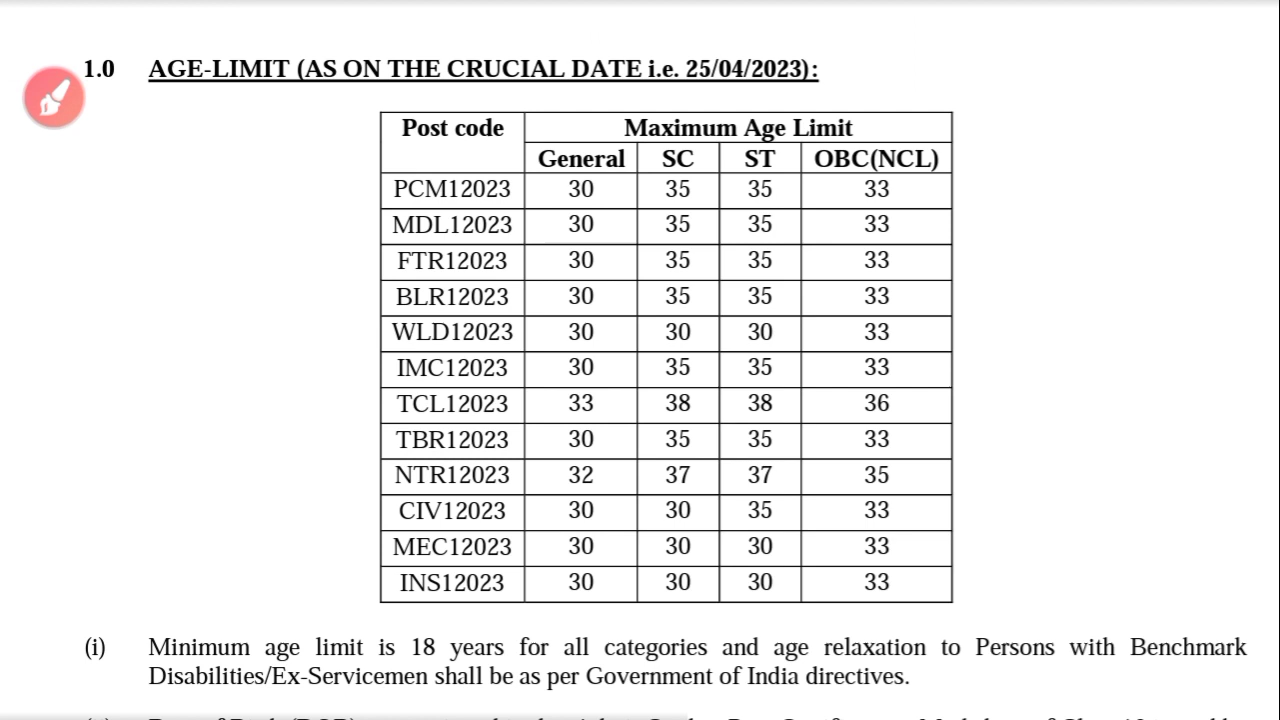 1.0 AGE-LIMIT (AS ON THE CRUCIAL DATE i.e. 25/04/2023):
Post code Maximum Age Limit
General SC ST OBC(NCL)
PCM12023 30 35 35 33
MDL12023 30 35 35 33
FTR12023 30 35 35 33
BLR12023 30 35 35 33
WLD12023 30 30 30 33
IMC12023 30 35 35 33
TCL12023 33 38 38 36
TBR12023 30 35 35 33
NTR12023 32 37 37 35
CIV12023 30 30 35 33
MEC12023 30 30 30 33
INS12023 30 30 30 33
(i) Minimum age limit is 18 years for all categories and age relaxation to Persons with Benchmark
Disabilities/Ex-Servicemen shall be as per Government of India directives.